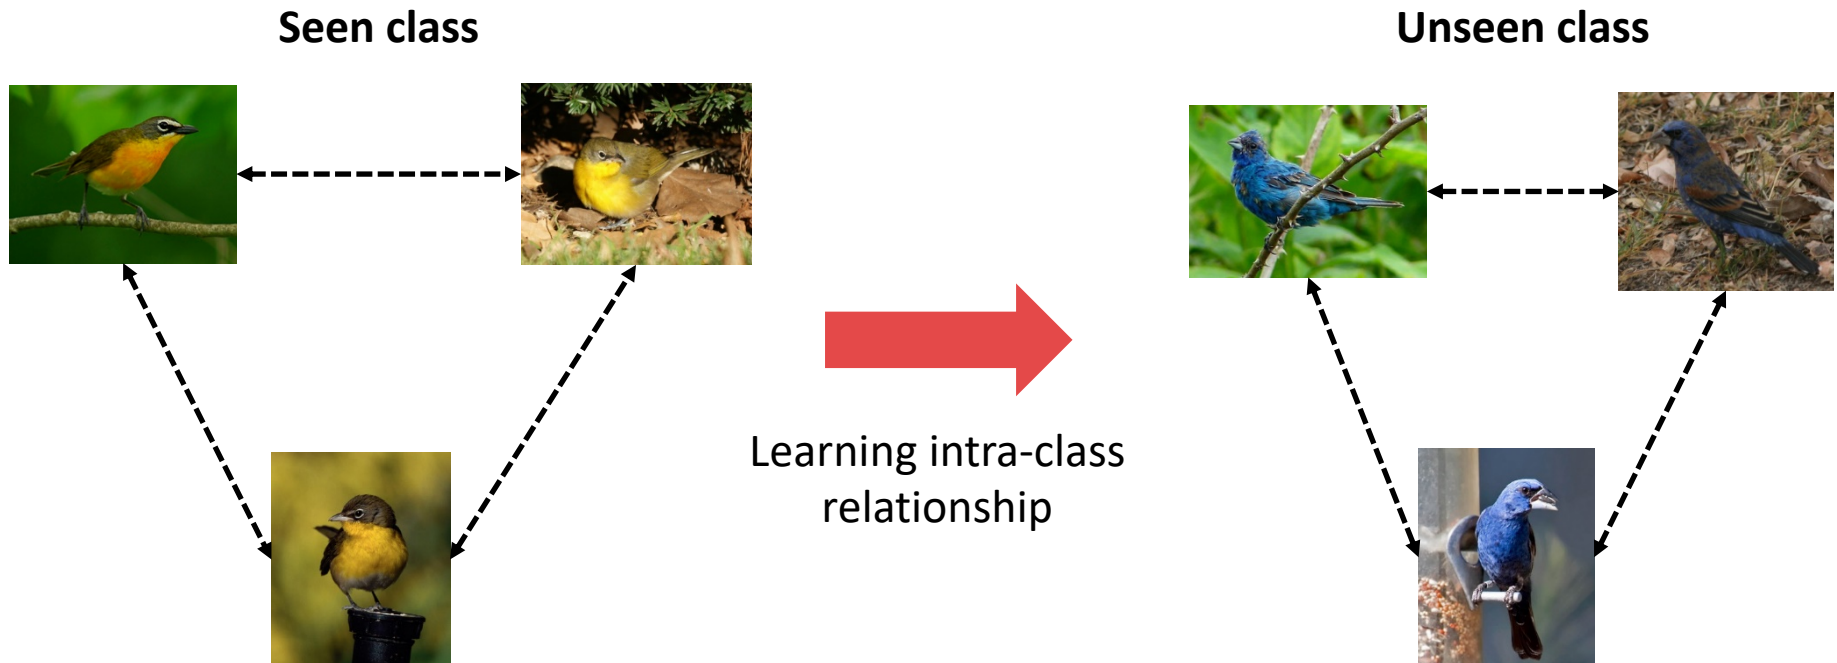 Seen class
Unseen class
Learning intra-class
relationship